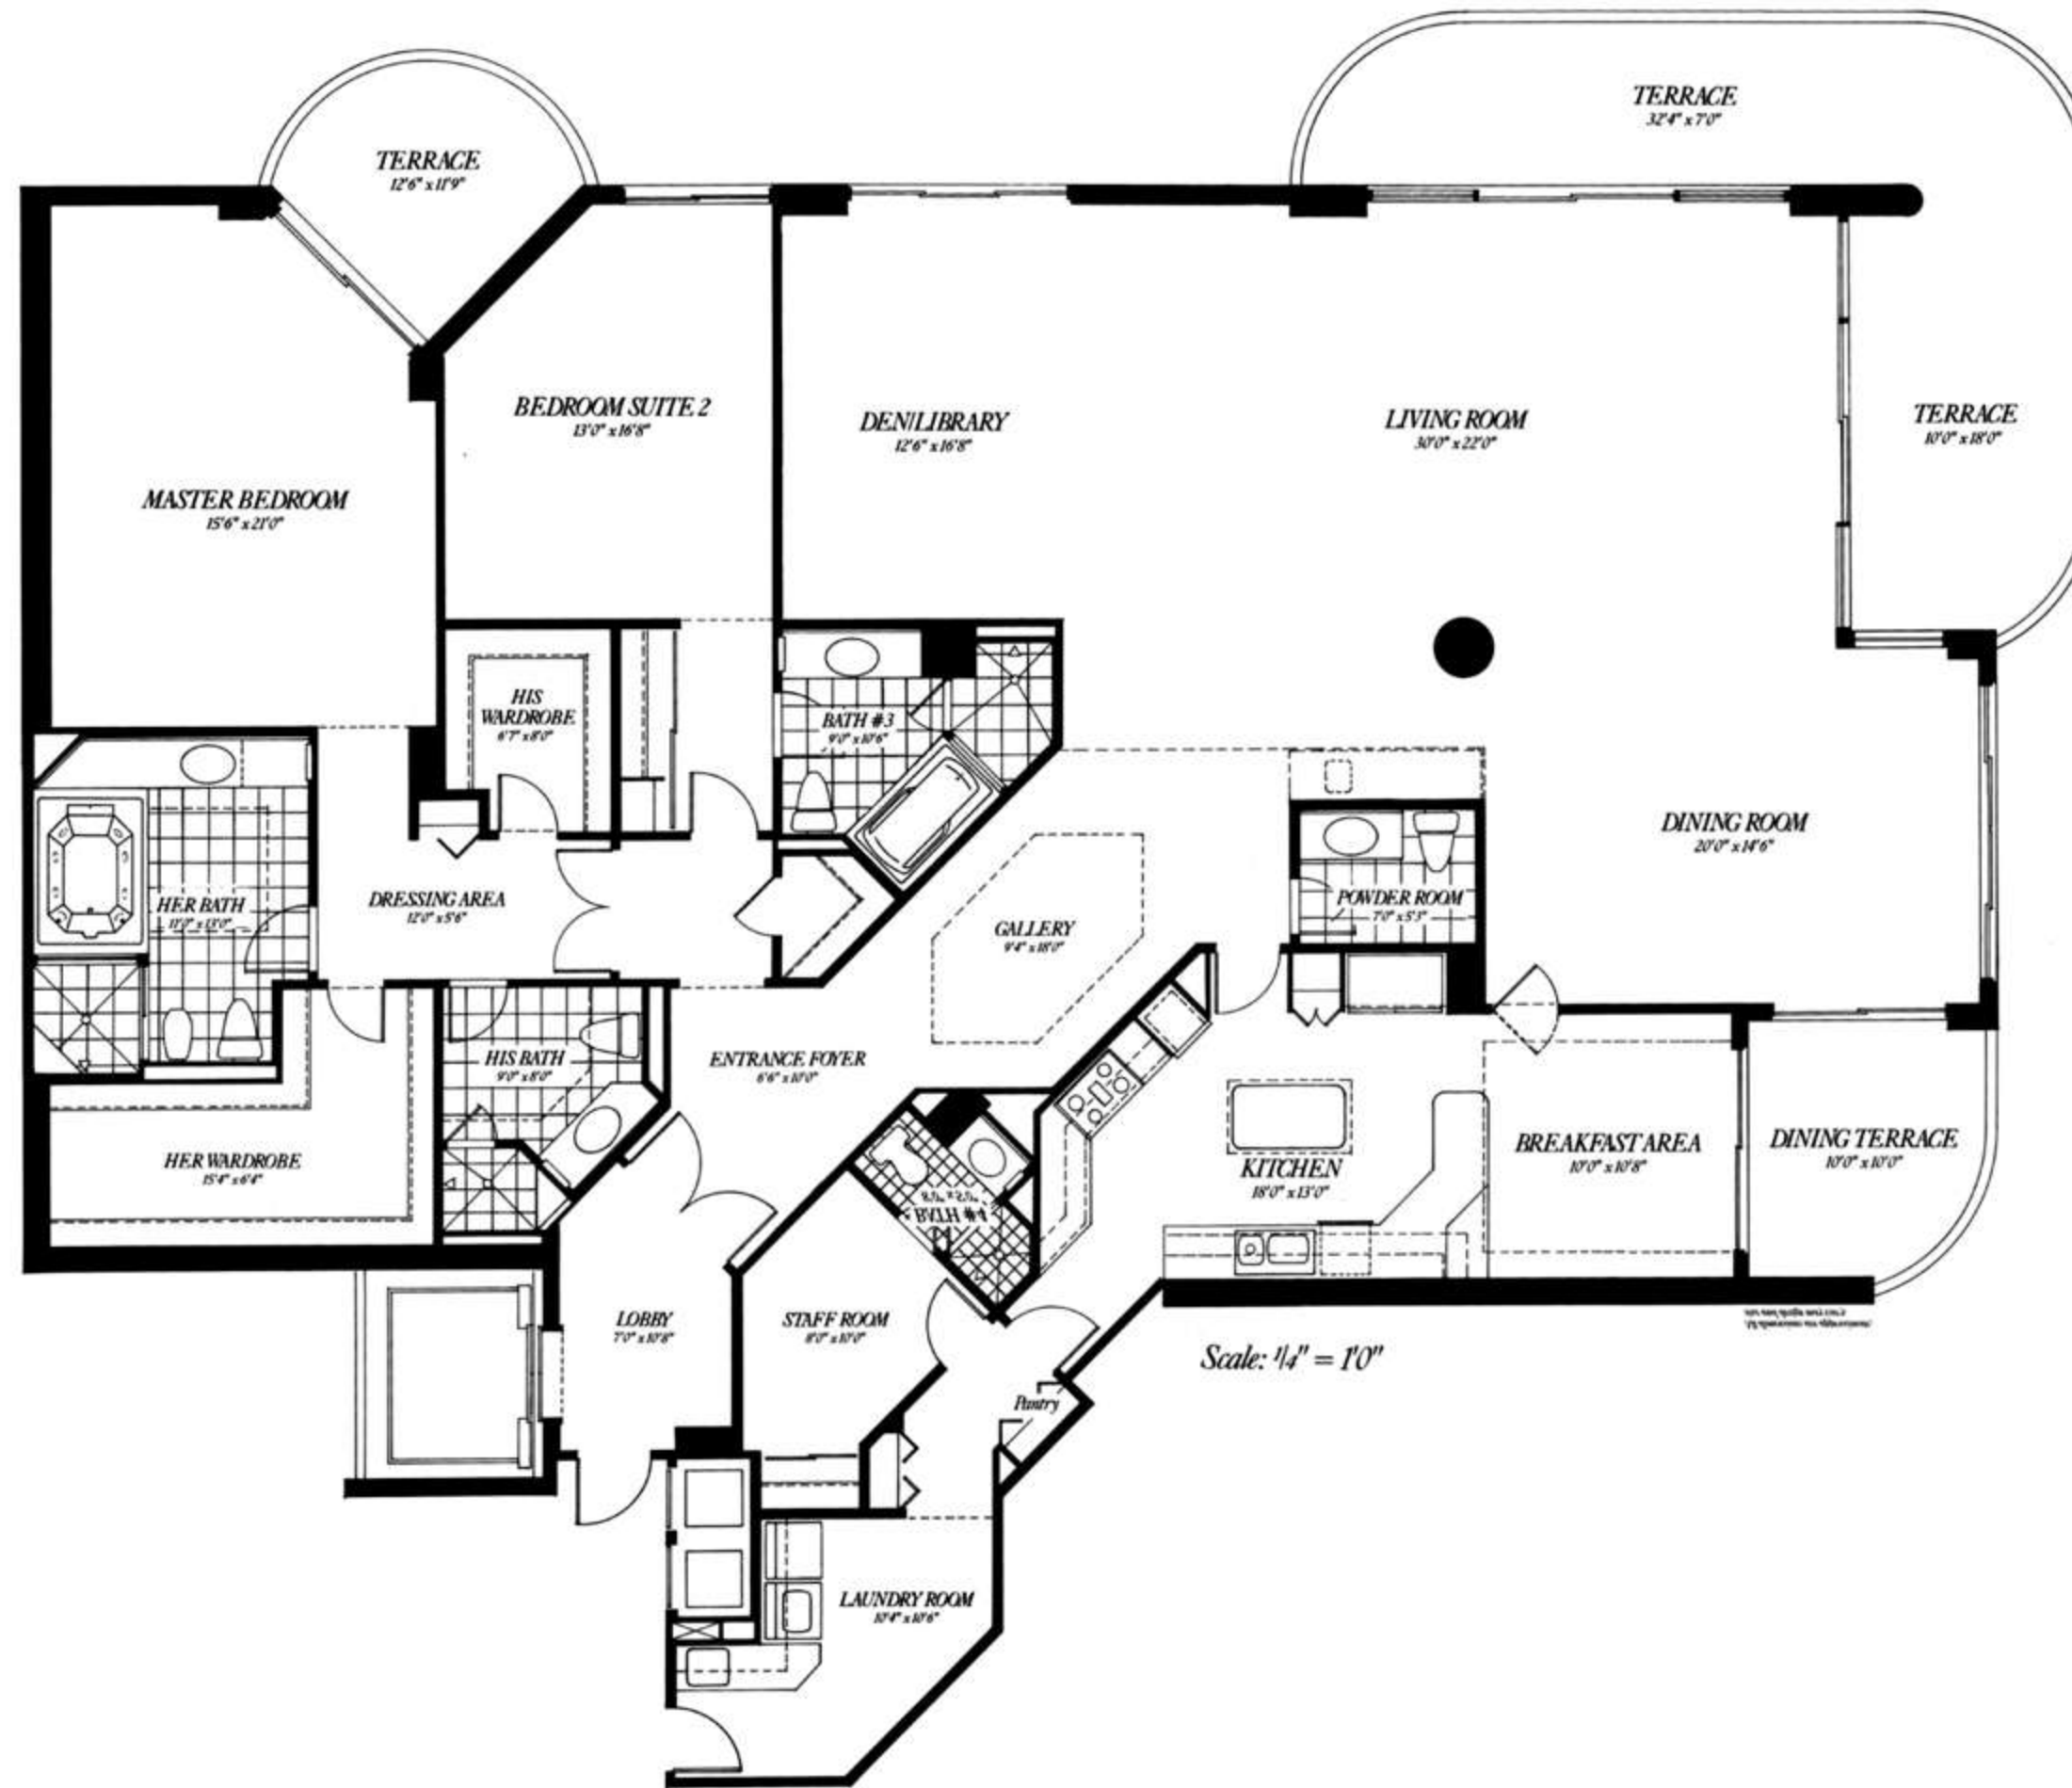 TERRACE
32'4" x 7'0"
TERRACE
12'6" x 11'9"
BEDROOM SUITE 2
13'0" x 16'8"
DEN/LIBRARY
12'6" x 16'8"
LIVING ROOM
30'0" x 22'0"
TERRACE
10'0" x 18'0"
MASTER BEDROOM
15'6" x 21'0"
HIS
WARDROBE
6'7" x 8'0"
BATH #3
9'0" x 10'6"
DINING ROOM
20'0" x 14'6"
HER BATH
11'0" x 13'0"
DRESSING AREA
12'0" x 5'6"
GALLERY
9'4" x 18'0"
POWDER ROOM
7'0" x 5'3"
HIS BATH
9'0" x 8'0"
ENTRANCE FOYER
6'6" x 10'0"
HER WARDROBE
15'4" x 6'4"
8'0" x 5'0"
BATH #4
KITCHEN
18'0" x 13'0"
BREAKFAST AREA
10'0" x 10'8"
DINING TERRACE
10'0" x 10'0"
LOBBY
7'0" x 10'8"
STAFF ROOM
8'0" x 10'0"
Scale: 1/4" = 1'0"
Pantry
LAUNDRY ROOM
10'4" x 10'6"